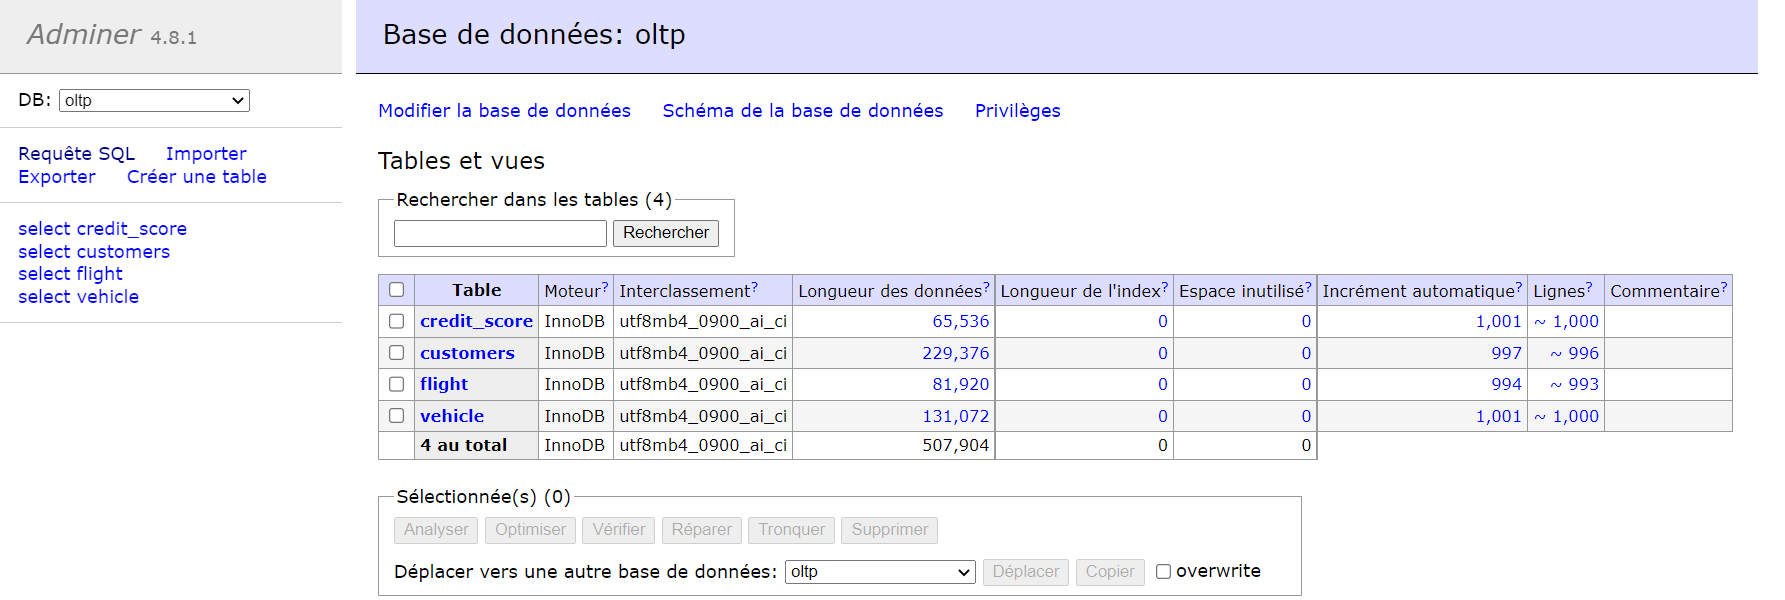 Adminer 4.8.1
DB: oltp
Requête SQL Importer
Exporter Créer une table
select credit_score
select customers
select flight
select vehicle
Base de données: oltp
Modifier la base de données Schéma de la base de données Privilèges
Tables et vues
Rechercher dans les tables (4)
Rechercher
Table Moteur? Interclassement? Longueur des données? Longueur de l'index? Espace inutilisé? Incrément automatique? Lignes? Commentaire?
credit_score InnoDB utf8mb4_0900_ai_ci 65,536 0 0 1,001 ~ 1,000
customers InnoDB utf8mb4_0900_ai_ci 229,376 0 0 997 ~ 996
flight InnoDB utf8mb4_0900_ai_ci 81,920 0 0 994 ~ 993
vehicle InnoDB utf8mb4_0900_ai_ci 131,072 0 0 1,001 ~ 1,000
4 au total InnoDB utf8mb4_0900_ai_ci 507,904 0 0
Sélectionnée(s) (0)
Analyser Optimiser Vérifier Réparer Tronquer Supprimer
Déplacer vers une autre base de données: oltp Déplacer Copier overwrite